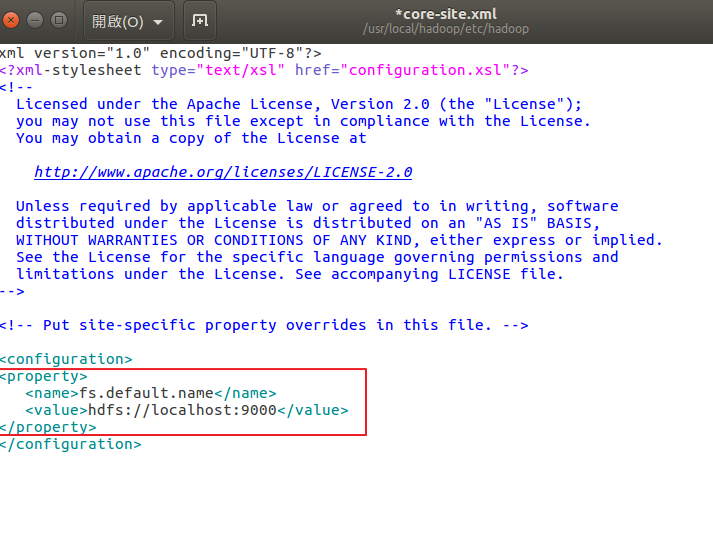 開啟(O)
*core-site.xml
/usr/local/hadoop/etc/hadoop
xml version="1.0" encoding="UTF-8"?>
<?xml-stylesheet type="text/xsl" href="configuration.xsl"?>
<!--
Licensed under the Apache License, Version 2.0 (the "License");
you may not use this file except in compliance with the License.
You may obtain a copy of the License at
http://www.apache.org/licenses/LICENSE-2.0
Unless required by applicable law or agreed to in writing, software
distributed under the License is distributed on an "AS IS" BASIS,
WITHOUT WARRANTIES OR CONDITIONS OF ANY KIND, either express or implied.
See the License for the specific language governing permissions and
limitations under the License. See accompanying LICENSE file.
-->
<!-- Put site-specific property overrides in this file. -->
<configuration>
<property>
<name>fs.default.name</name>
<value>hdfs://localhost:9000</value>
</property>
</configuration>